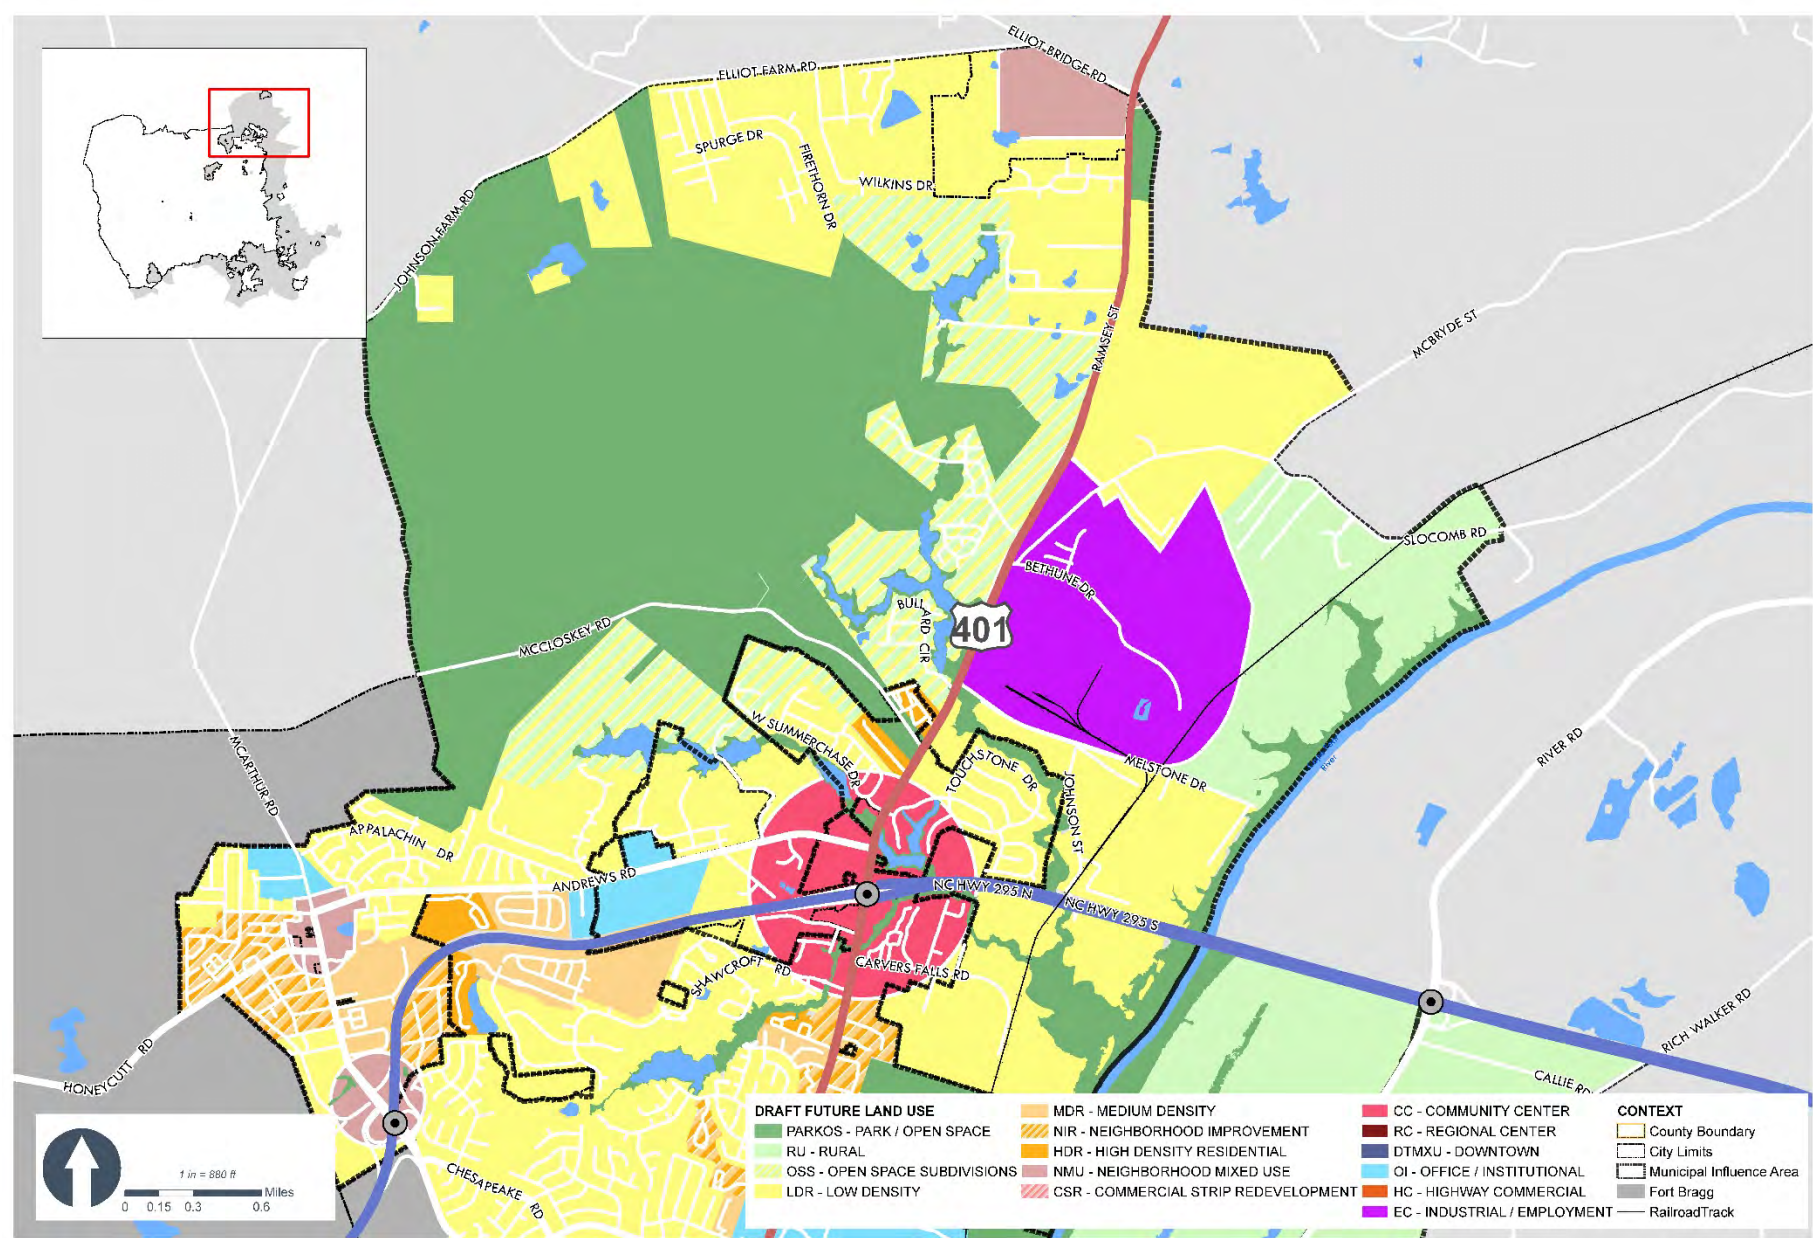 ELLIOT BRIDGE RD
ELLIOT FARM RD
SPURGE DR
FIRETHORN DR
WILKINS DR
JOHNSON FARM RD
RAMSEY ST
MCBRYDE ST
SLOCOMB RD
BETHUNE DR
BULLARD CIR
401
MCCLOSKEY RD
RIVER RD
River
W SUMMERCHASE DR
TOUCHSTONE DR
MELSTONE DR
JOHNSON ST
MCARTHUR RD
APPALACHIN DR
ANDREWS RD
NC HWY 295 N
NC HWY 295 S
SHAWCROFT RD
CARVERS FALLS RD
RICH WALKER RD
HONEYCUTT RD
CALLIE RD
CHESAPEAKE RD
1 in = 880 ft
Miles
0 0.15 0.3 0.6
DRAFT FUTURE LAND USE
PARKOS - PARK / OPEN SPACE
RU - RURAL
OSS - OPEN SPACE SUBDIVISIONS
LDR - LOW DENSITY
MDR - MEDIUM DENSITY
NIR - NEIGHBORHOOD IMPROVEMENT
HDR - HIGH DENSITY RESIDENTIAL
NMU - NEIGHBORHOOD MIXED USE
CSR - COMMERCIAL STRIP REDEVELOPMENT
CC - COMMUNITY CENTER
RC - REGIONAL CENTER
DTMXU - DOWNTOWN
OI - OFFICE / INSTITUTIONAL
HC - HIGHWAY COMMERCIAL
EC - INDUSTRIAL / EMPLOYMENT
CONTEXT
County Boundary
City Limits
Municipal Influence Area
Fort Bragg
RailroadTrack